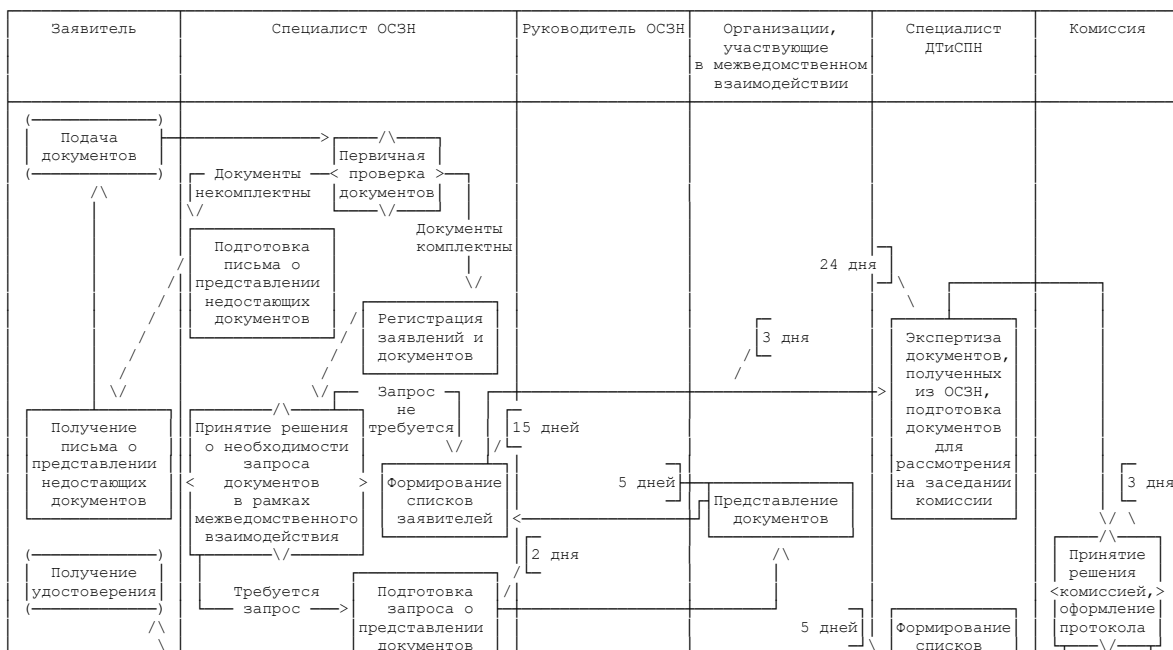 Заявитель
Специалист ОСЗН
Руководитель ОСЗН
Организации,
участвующие
в межведомственном
взаимодействии
Специалист
ДТиСПН
Комиссия
Подача
документов
Первичная
проверка
документов
Документы
некомплектны
Документы
комплектны
Подготовка
письма о
представлении
недостающих
документов
24 дня
Регистрация
заявлений и
документов
3 дня
Экспертиза
документов,
полученных
из ОСЗН,
подготовка
документов
для
рассмотрения
на заседании
комиссии
Запрос
не
требуется
15 дней
Получение
письма о
представлении
недостающих
документов
Принятие решения
о необходимости
запроса
документов
в рамках
межведомственного
взаимодействия
Формирование
списков
заявителей
5 дней
Представление
документов
3 дня
2 дня
Принятие
решения
комиссией,
оформление
протокола
Получение
удостоверения
Требуется
запрос
Подготовка
запроса о
представлении
документов
5 дней
Формирование
списков